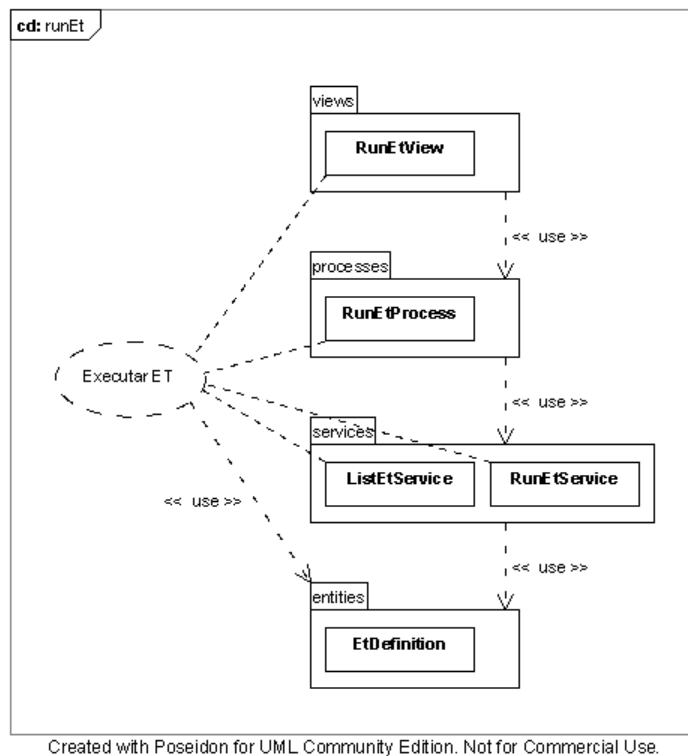 cd: runEt
views
RunEtView
<< use >>
processes
RunEtProcess
Executar ET
<< use >>
services
ListEtService RunEtService
<< use >>
<< use >>
entities
EtDefinition
Created with Poseidon for UML Community Edition. Not for Commercial Use.